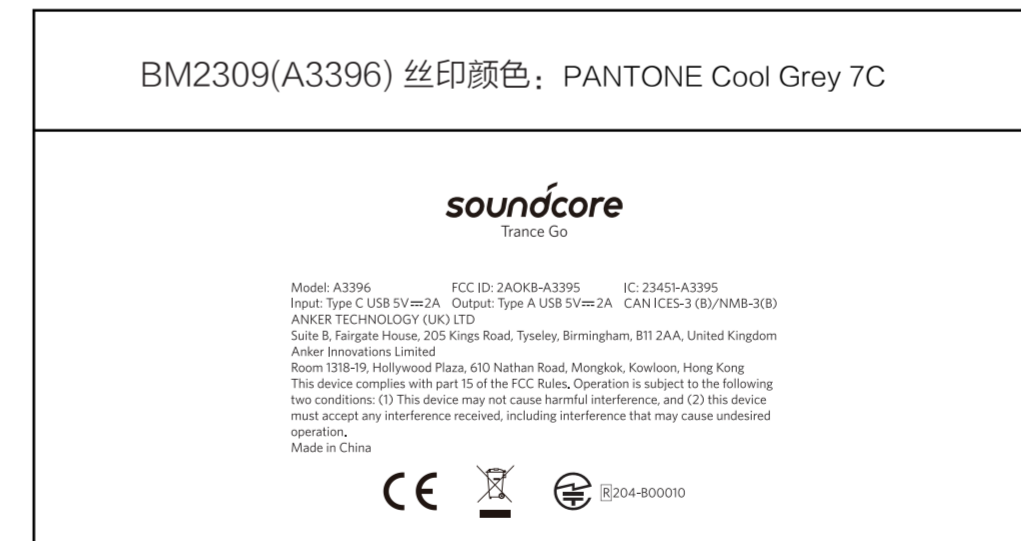 BM2309(A3396) 丝印颜色：PANTONE Cool Grey 7C
soundcore
Trance Go
Model: A3396 FCC ID: 2AOKB-A3395 IC: 23451-A3395
Input: Type C USB 5V⎓2A Output: Type A USB 5V⎓2A CAN ICES-3 (B)/NMB-3(B)
ANKER TECHNOLOGY (UK) LTD
Suite B, Fairgate House, 205 Kings Road, Tyseley, Birmingham, B11 2AA, United Kingdom
Anker Innovations Limited
Room 1318-19, Hollywood Plaza, 610 Nathan Road, Mongkok, Kowloon, Hong Kong
This device complies with part 15 of the FCC Rules. Operation is subject to the following
two conditions: (1) This device may not cause harmful interference, and (2) this device
must accept any interference received, including interference that may cause undesired
operation.
Made in China
CE R 204-B00010